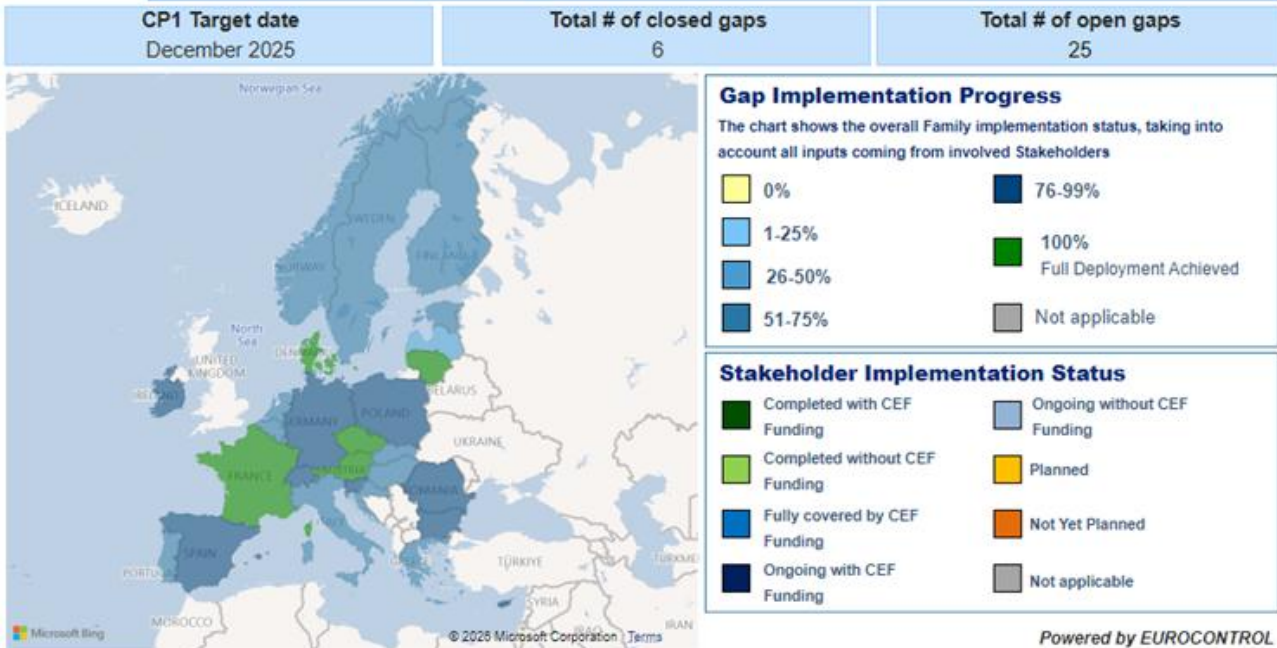 CP1 Target date
December 2025
Total # of closed gaps
6
Total # of open gaps
25
Norwegian Sea
ICELAND
SWEDEN
FINLAND
NORWAY
North
Sea
UNITED
KINGDOM
BELARUS
GERMANY
POLAND
UKRAINE
FRANCE
AUSTRIA
ROMANIA
ITALY
SPAIN
TÜRKIYE
SYRIA
IRAQ
IRAN
MOROCCO
Microsoft Bing
© 2026 Microsoft Corporation Terms
Gap Implementation Progress
The chart shows the overall Family implementation status, taking into
account all inputs coming from involved Stakeholders
0%
1-25%
26-50%
51-75%
76-99%
100%
Full Deployment Achieved
Not applicable
Stakeholder Implementation Status
Completed with CEF
Funding
Completed without CEF
Funding
Fully covered by CEF
Funding
Ongoing with CEF
Funding
Ongoing without CEF
Funding
Planned
Not Yet Planned
Not applicable
Powered by EUROCONTROL